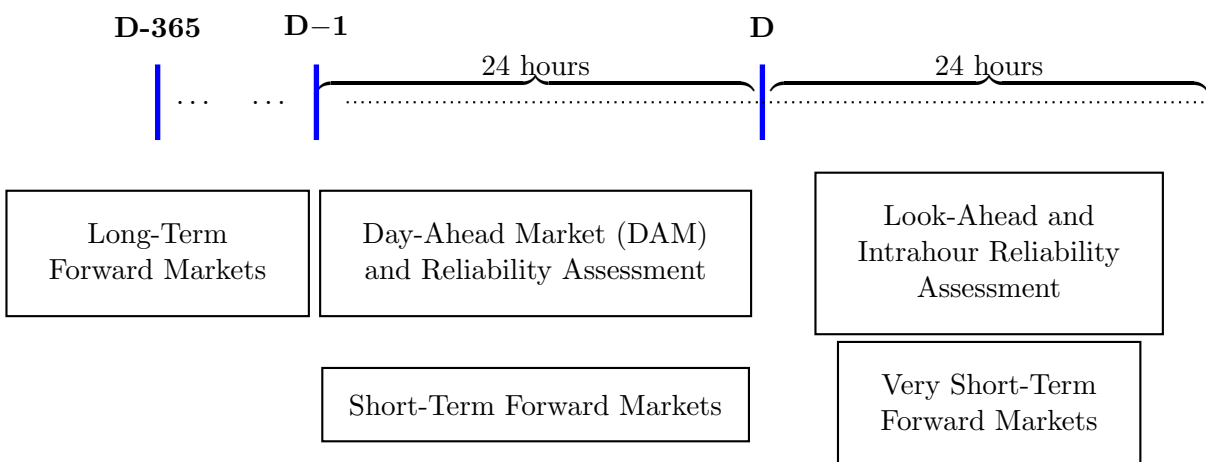 D-365
D−1
D
24 hours
24 hours
... ...
Long-Term
Forward Markets
Day-Ahead Market (DAM)
and Reliability Assessment
Look-Ahead and
Intrahour Reliability
Assessment
Short-Term Forward Markets
Very Short-Term
Forward Markets